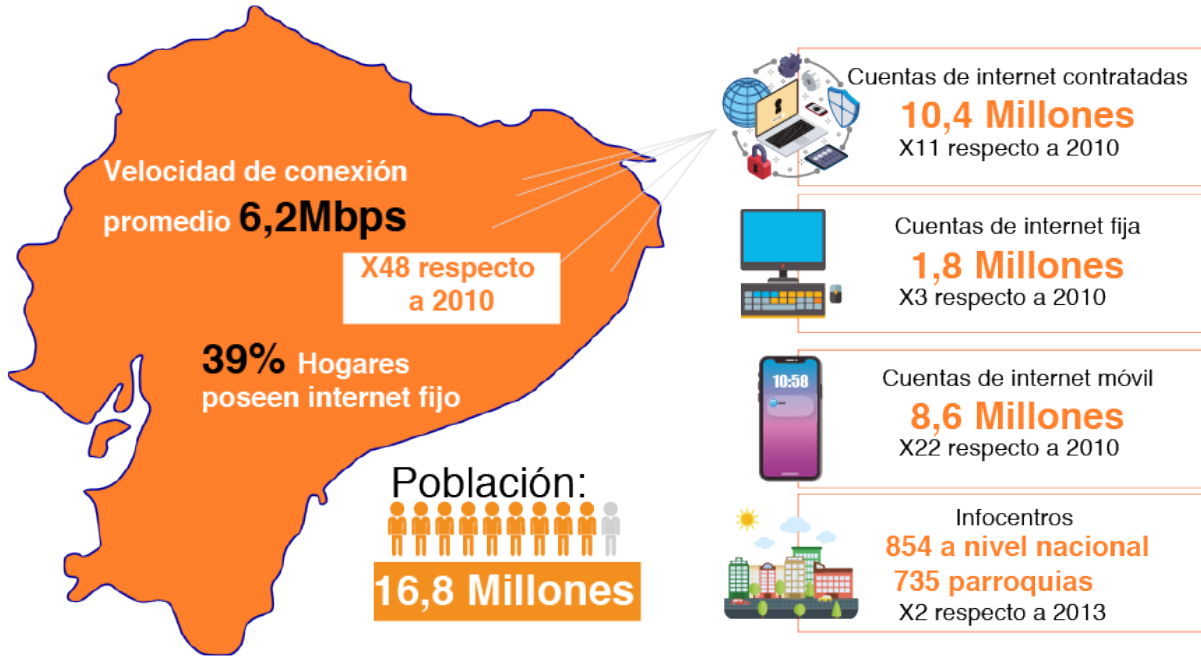 Velocidad de conexión
promedio 6,2Mbps
X48 respecto
a 2010
39% Hogares
poseen internet fijo
Población:
16,8 Millones
Cuentas de internet contratadas
10,4 Millones
X11 respecto a 2010
Cuentas de internet fija
1,8 Millones
X3 respecto a 2010
10:58
Cuentas de internet móvil
8,6 Millones
X22 respecto a 2010
Infocentros
854 a nivel nacional
735 parroquias
X2 respecto a 2013